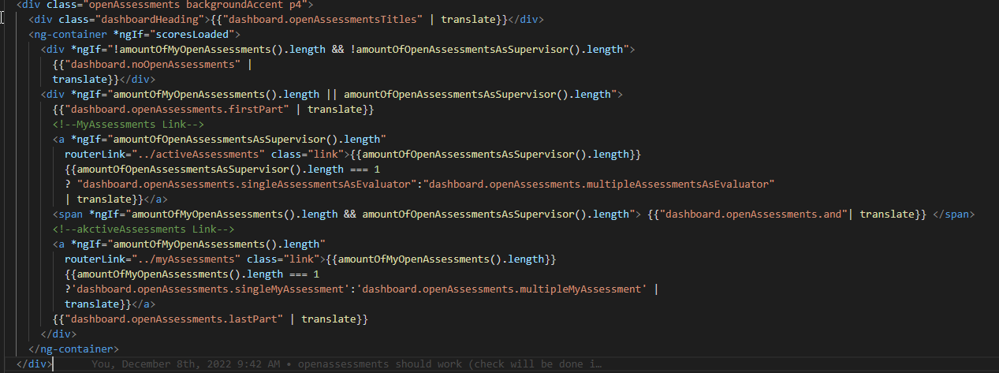 <div class="openAssessments backgroundAccent p4">
<div class="dashboardHeading">{{"dashboard.openAssessmentsTitles" | translate}}</div>
<ng-container *ngIf="scoresLoaded">
<div *ngIf="!amountOfMyOpenAssessments().length && !amountOfOpenAssessmentsAsSupervisor().length">
{{"dashboard.noOpenAssessments" |
translate}}</div>
<div *ngIf="amountOfMyOpenAssessments().length || amountOfOpenAssessmentsAsSupervisor().length">
{{"dashboard.openAssessments.firstPart" | translate}}
<!--MyAssessments Link-->
<a *ngIf="amountOfOpenAssessmentsAsSupervisor().length"
routerLink="../activeAssessments" class="link">{{amountOfOpenAssessmentsAsSupervisor().length}}
{{amountOfOpenAssessmentsAsSupervisor().length === 1
? "dashboard.openAssessments.singleAssessmentsAsEvaluator":"dashboard.openAssessments.multipleAssessmentsAsEvaluator"
| translate}}</a>
<span *ngIf="amountOfMyOpenAssessments().length && amountOfOpenAssessmentsAsSupervisor().length"> {{"dashboard.openAssessments.and"| translate}} </span>
<!--akctiveAssessments Link-->
<a *ngIf="amountOfMyOpenAssessments().length"
routerLink="../myAssessments" class="link">{{amountOfMyOpenAssessments().length}}
{{amountOfMyOpenAssessments().length === 1
?'dashboard.openAssessments.singleMyAssessment':'dashboard.openAssessments.multipleMyAssessment' |
translate}}</a>
{{"dashboard.openAssessments.lastPart" | translate}}
</div>
</ng-container>
</div> You, December 8th, 2022 9:42 AM • openassessments should work (check will be done i…